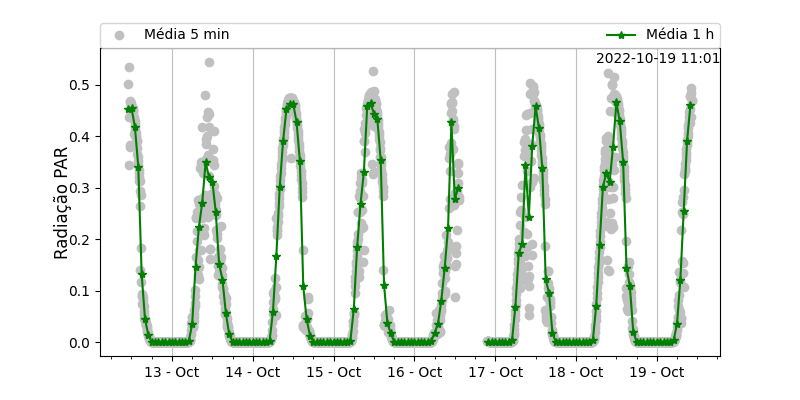 Média 5 min
Média 1 h
2022-10-19 11:01
Radiação PAR
0.5
0.4
0.3
0.2
0.1
0.0
13 - Oct
14 - Oct
15 - Oct
16 - Oct
17 - Oct
18 - Oct
19 - Oct